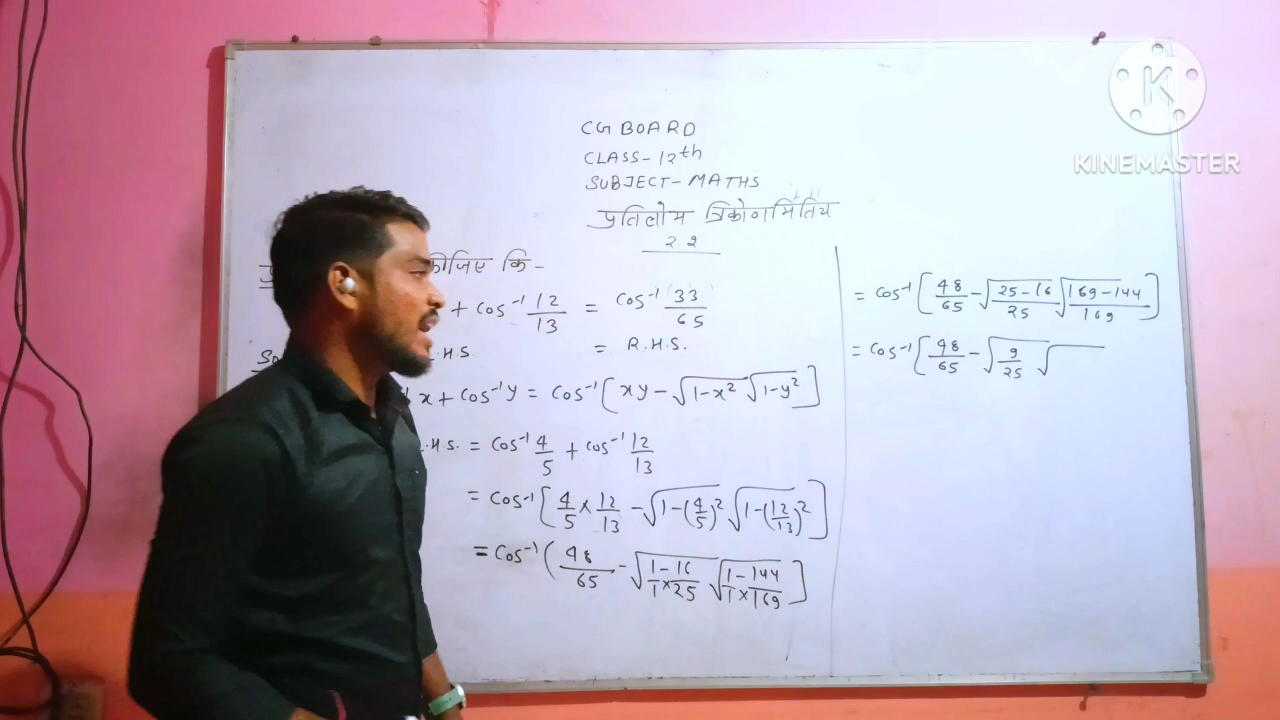 CG BOARD
CLASS-12th
SUBJECT-MATHS
प्रतिलोम त्रिकोणमितिय
2.2
कीजिए कि-
+ cos⁻¹ 12/13 = cos⁻¹ 33/65
.H.S. = R.H.S.
x + cos⁻¹y = cos⁻¹[xy - √1-x² √1-y²]
.H.S. = cos⁻¹ 4/5 + cos⁻¹ 12/13
= cos⁻¹[4/5 × 12/13 - √1-(4/5)² √1-(12/13)²]
= cos⁻¹(48/65 - √1-16/1×25 √1-144/1×169]
= cos⁻¹[48/65 - √25-16/25 √169-144/169]
= cos⁻¹[48/65 - √9/25 √
K
KINEMASTER